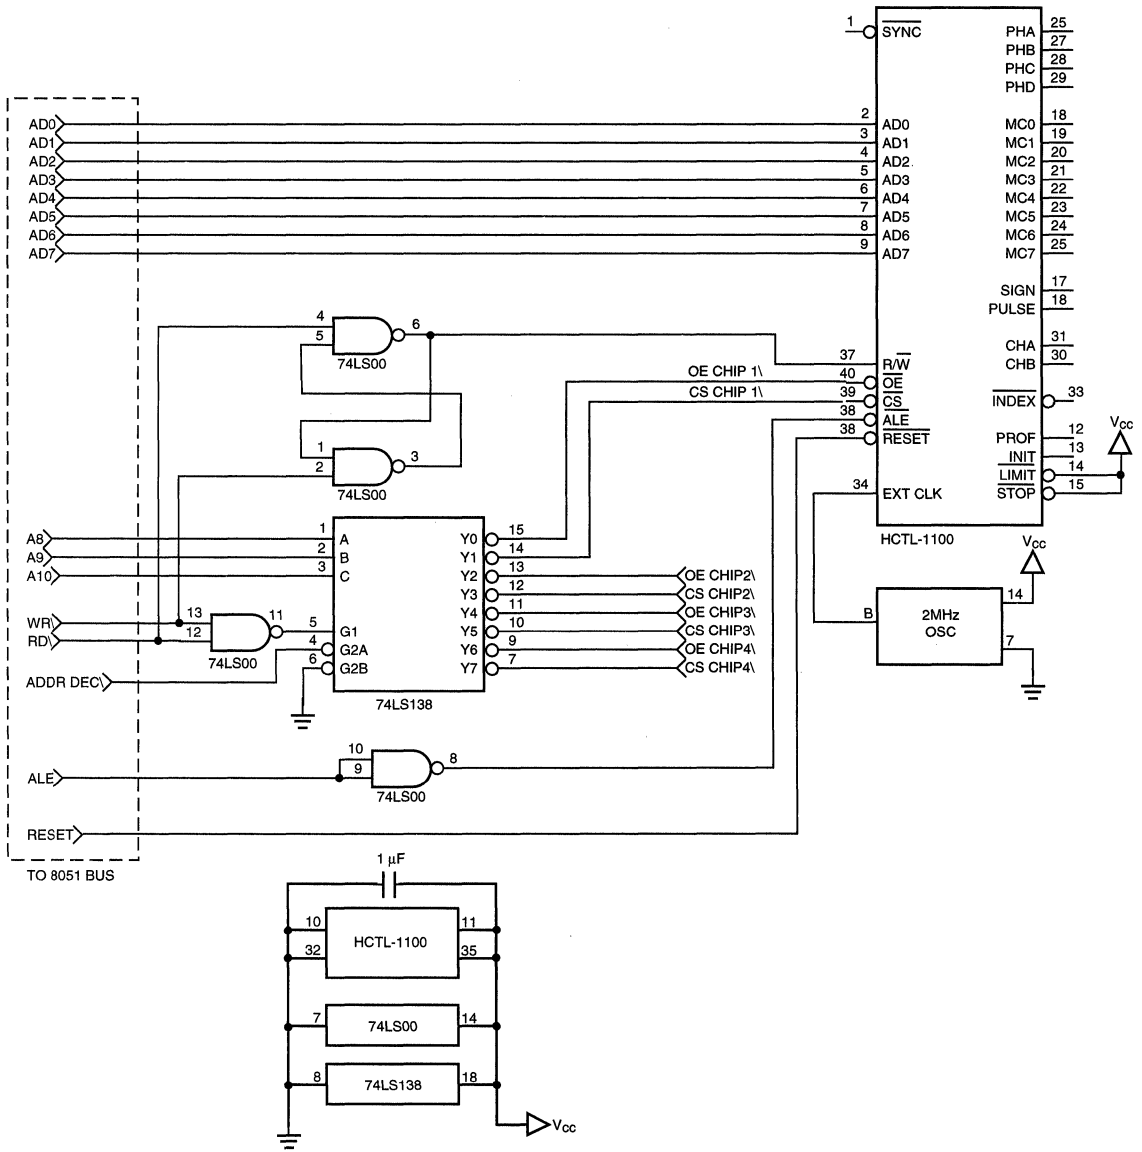 1 SYNC PHA 25
PHB 27
PHC 28
PHD 29
AD0 2 AD0 MC0 18
AD1 3 AD1 MC1 19
AD2 4 AD2 MC2 20
AD3 5 AD3 MC3 21
AD4 6 AD4 MC4 22
AD5 7 AD5 MC5 23
AD6 8 AD6 MC6 24
AD7 9 AD7 MC7 25
SIGN 17
PULSE 18
4 6
5
74LS00
CHA 31
CHB 30
37 R/W
OE CHIP 1\ 40 OE
CS CHIP 1\ 39 CS INDEX 33
38 ALE
38 RESET PROF 12
INIT 13
LIMIT 14
STOP 15
VCC
1 3
2
74LS00
34 EXT CLK
HCTL-1100
A8 1 A Y0 15
A9 2 B Y1 14
A10 3 C Y2 13 OE CHIP2\
Y3 12 CS CHIP2\
WR\ 13 11 Y4 11 OE CHIP3\
RD\ 12 5 G1 Y5 10 CS CHIP3\
74LS00 4 G2A Y6 9 OE CHIP4\
6 G2B Y7 7 CS CHIP4\
ADDR DEC\
74LS138
VCC
14
B 2MHz
OSC
7
ALE 10 8
9
74LS00
RESET
TO 8051 BUS
1 µF
10 HCTL-1100 11
32 35
7 74LS00 14
8 74LS138 18
VCC